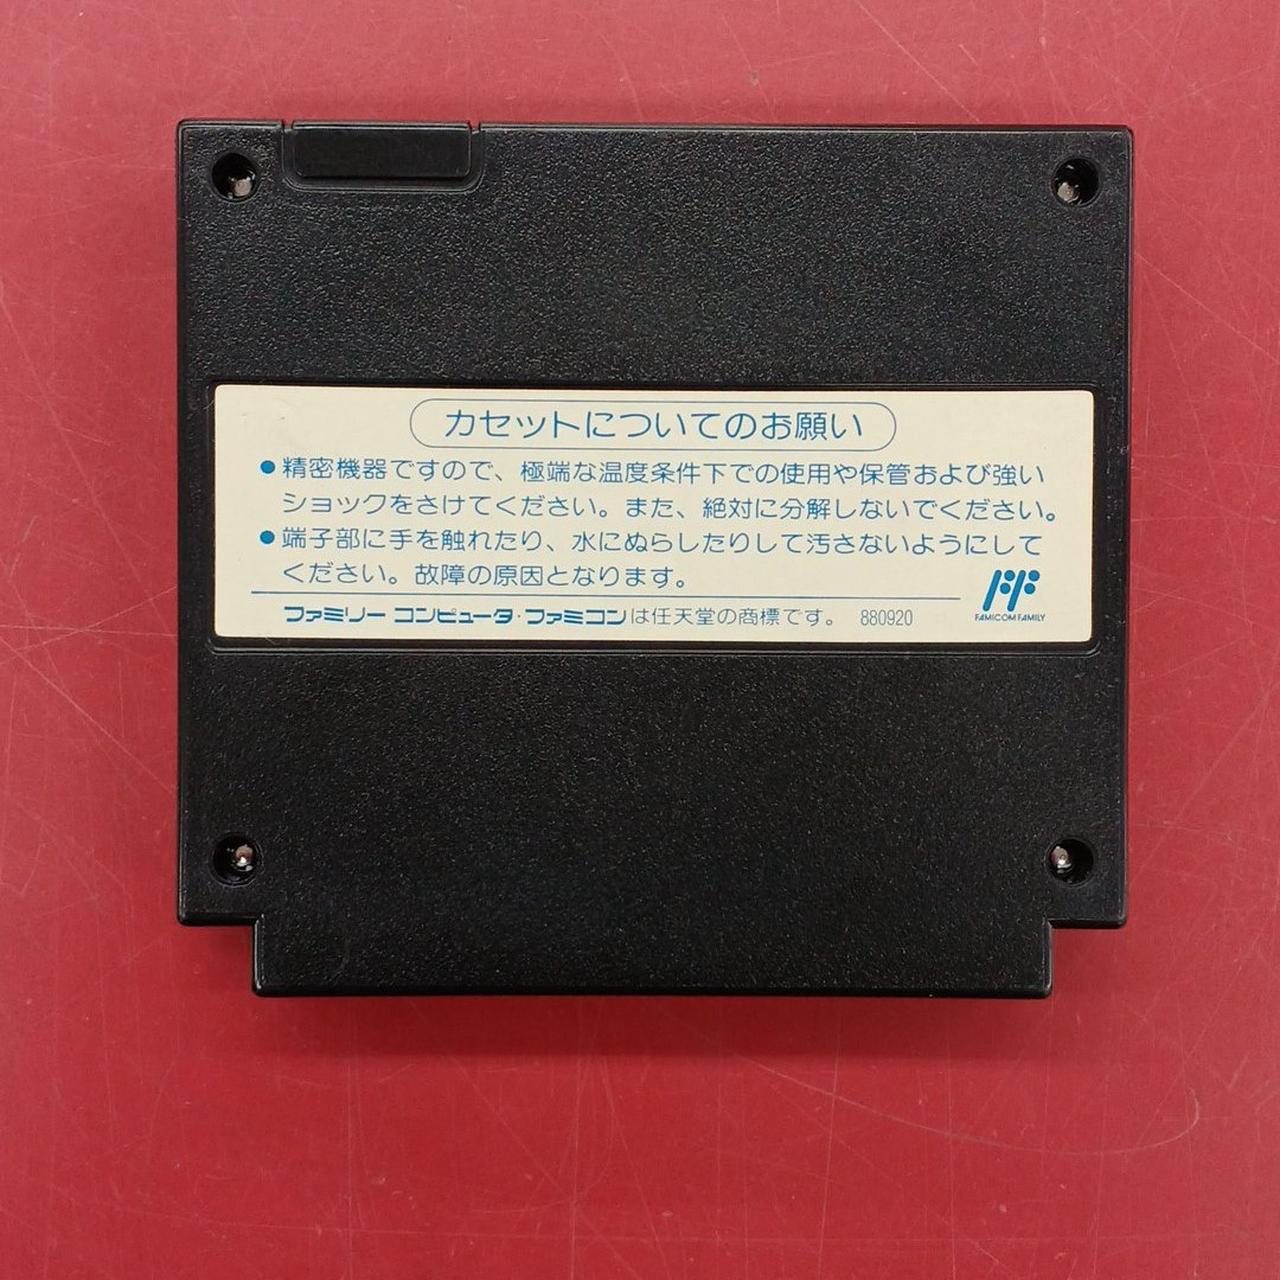 カセットについてのお願い
●精密機器ですので、極端な温度条件下での使用や保管および強い
ショックをさけてください。また、絶対に分解しないでください。
●端子部に手を触れたり、水にぬらしたりして汚さないようにして
ください。故障の原因となります。
ファミリーコンピュータ・ファミコンは任天堂の商標です。 880920
FAMICOM FAMILY